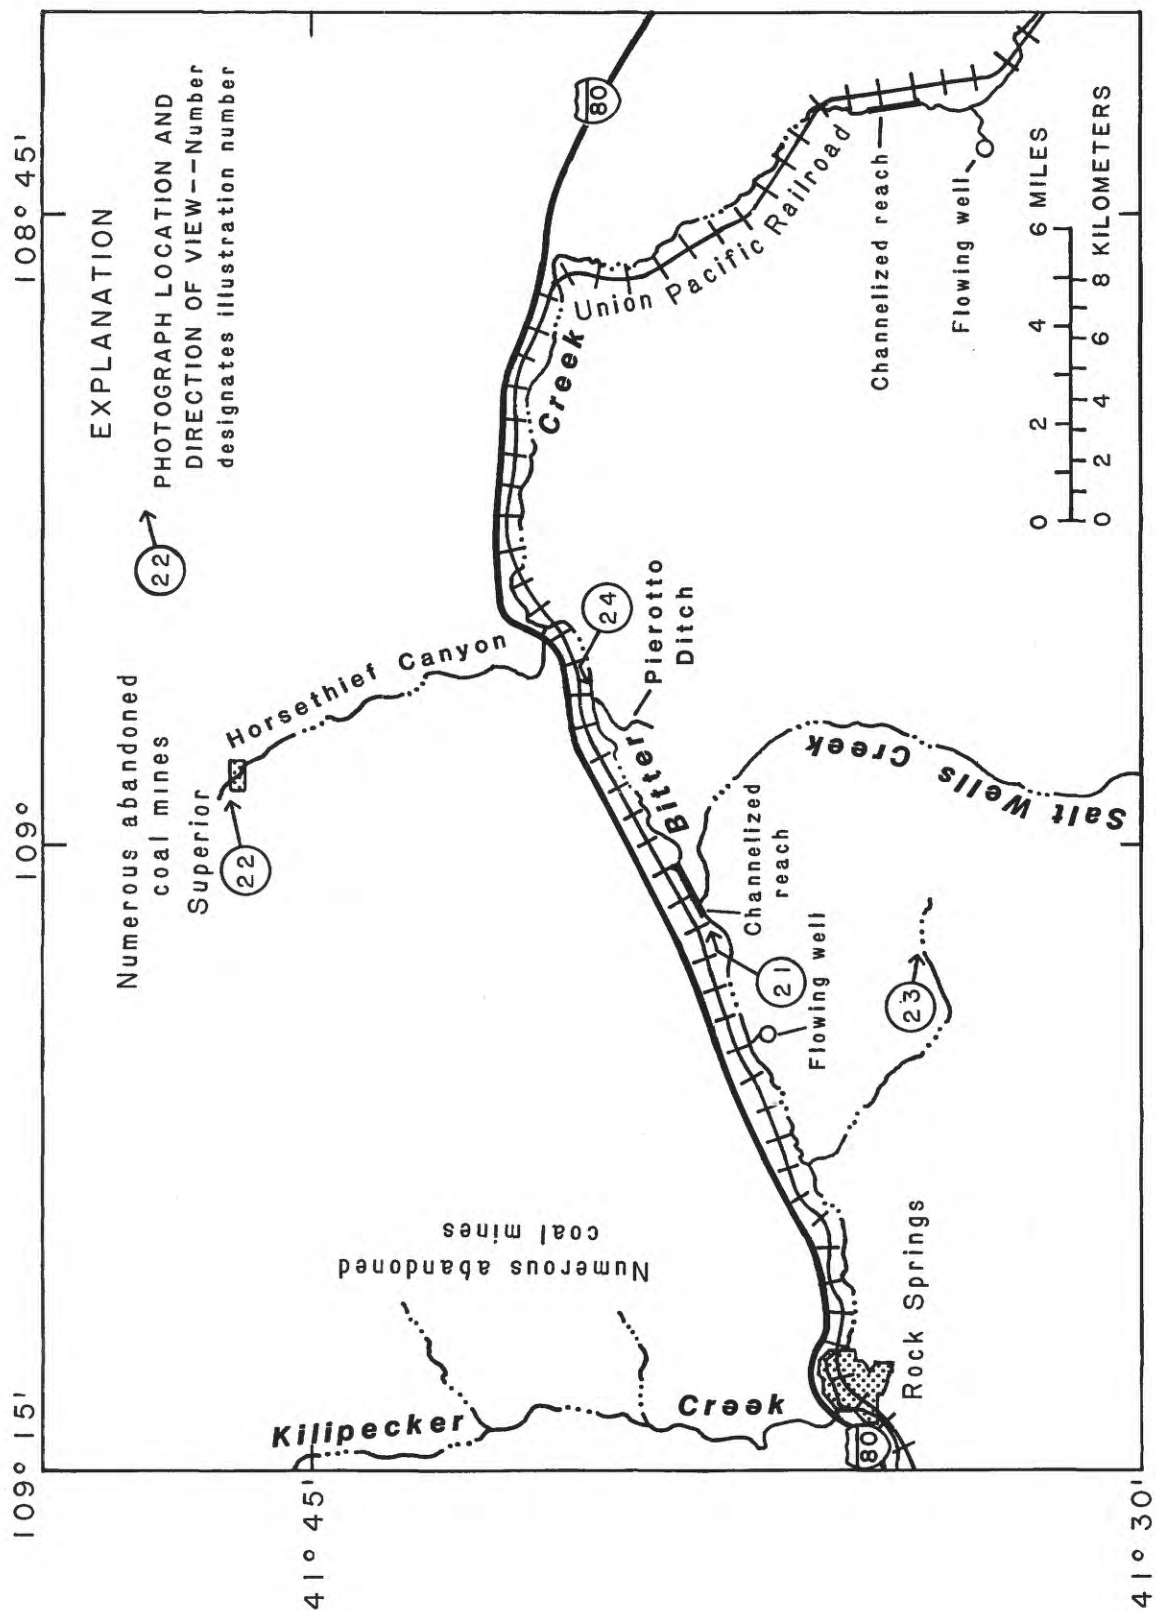 109° 15'
109°
108° 45'
41° 45'
41° 30'
EXPLANATION
22
PHOTOGRAPH LOCATION AND
DIRECTION OF VIEW--Number
designates illustration number
Numerous abandoned
coal mines
Superior
22
Horsethief Canyon
80
Creek
Union Pacific Railroad
Channelized reach
Flowing well
24
Pierotto
Ditch
Bitter
Channelized
reach
Salt Wells Creek
21
Flowing well
23
Numerous abandoned
coal mines
Kilipecker
Creek
Rock Springs
80
0 2 4 6 MILES
0 2 4 6 8 KILOMETERS